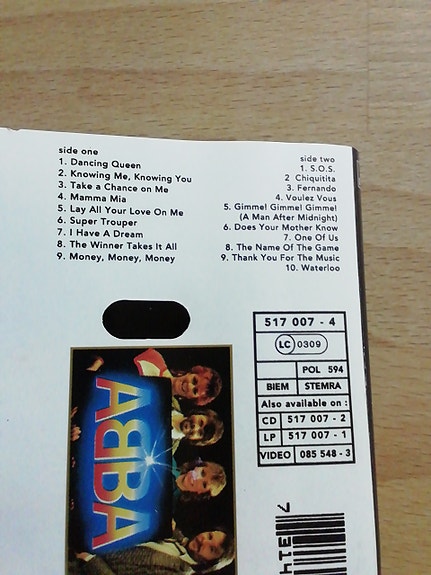 side one
1. Dancing Queen
2. Knowing Me, Knowing You
3. Take a Chance on Me
4. Mamma Mia
5. Lay All Your Love On Me
6. Super Trouper
7. I Have A Dream
8. The Winner Takes It All
9. Money, Money, Money
side two
1. S.O.S.
2 Chiquitita
3. Fernando
4. Voulez Vous
5. Gimme! Gimme! Gimme!
(A Man After Midnight)
6. Does Your Mother Know
7. One Of Us
8. The Name Of The Game
9. Thank You For The Music
10. Waterloo
517 007 - 4
LC 0309
POL 594
BIEM STEMRA
Also available on :
CD 517 007 - 2
LP 517 007 - 1
VIDEO 085 548 - 3
ABBA
7 314